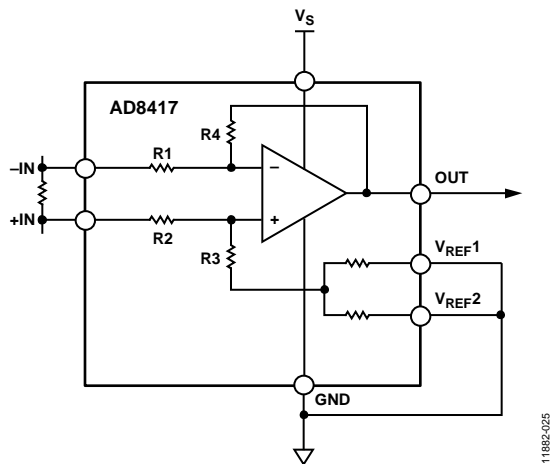 VS
AD8417
R4
–IN
R1
OUT
+IN
R2
R3
VREF1
VREF2
GND
11882-025